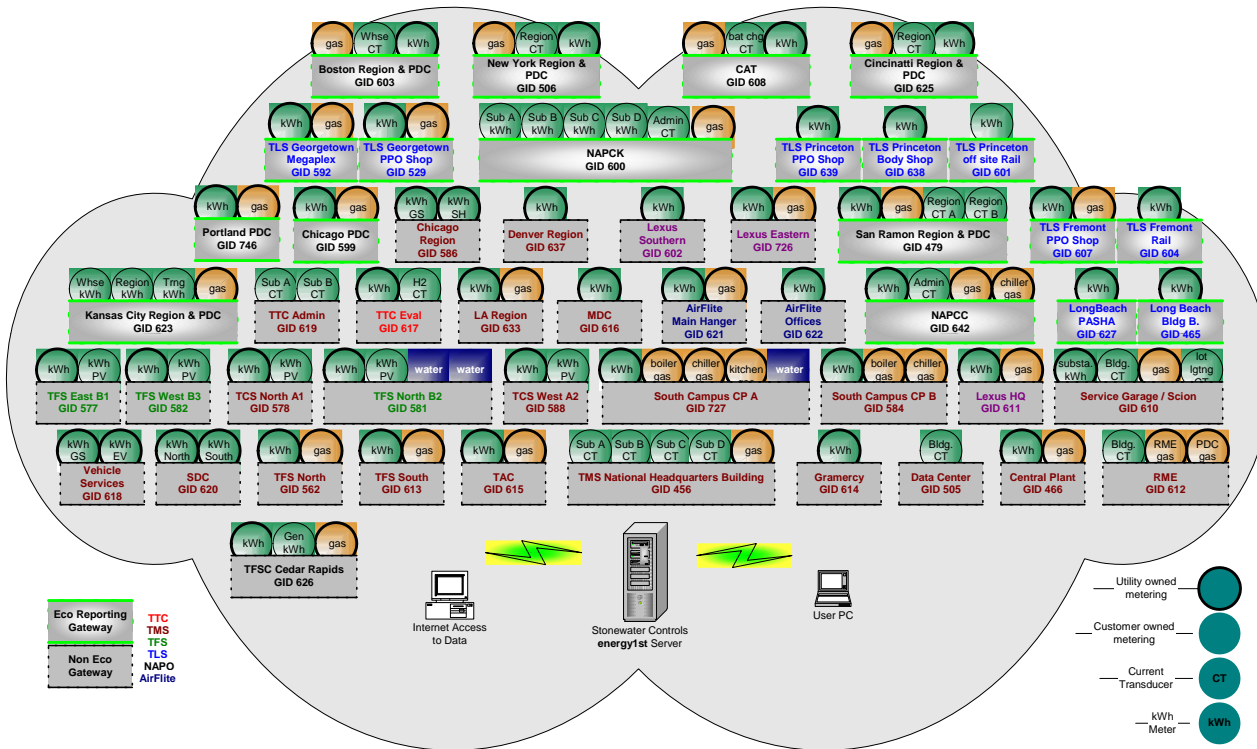 gas Whse CT kWh
Boston Region & PDC
GID 603
gas Region CT kWh
New York Region & PDC
GID 506
gas bat chg CT kWh
CAT
GID 608
gas Region CT kWh
Cincinatti Region & PDC
GID 625
kWh gas
TLS Georgetown
Megaplex
GID 592
kWh gas
TLS Georgetown
PPO Shop
GID 529
Sub A kWh Sub B kWh Sub C kWh Sub D kWh Admin CT gas
NAPCK
GID 600
kWh
TLS Princeton
PPO Shop
GID 639
kWh
TLS Princeton
Body Shop
GID 638
kWh
TLS Princeton
off site Rail
GID 601
kWh gas
Portland PDC
GID 746
kWh gas
Chicago PDC
GID 599
kWh GS kWh SH
Chicago
Region
GID 586
kWh
Denver Region
GID 637
kWh
Lexus
Southern
GID 602
kWh gas
Lexus Eastern
GID 726
kWh gas Region CT A Region CT B
San Ramon Region & PDC
GID 479
kWh gas
TLS Fremont
PPO Shop
GID 607
kWh
TLS Fremont
Rail
GID 604
Whse kWh Region kWh Trng kWh gas
Kansas City Region & PDC
GID 623
Sub A CT Sub B CT
TTC Admin
GID 619
kWh H2 CT
TTC Eval
GID 617
kWh gas
LA Region
GID 633
kWh
MDC
GID 616
kWh gas
AirFlite
Main Hanger
GID 621
kWh
AirFlite
Offices
GID 622
kWh Admin CT gas chiller gas
NAPCC
GID 642
kWh
LongBeach
PASHA
GID 627
kWh
Long Beach
Bldg B.
GID 465
kWh kWh PV
TFS East B1
GID 577
kWh kWh PV
TFS West B3
GID 582
kWh kWh PV
TCS North A1
GID 578
kWh kWh PV water water
TFS North B2
GID 581
kWh kWh PV
TCS West A2
GID 588
kWh boiler gas chiller gas kitchen water
South Campus CP A
GID 727
kWh boiler gas chiller gas
South Campus CP B
GID 584
kWh gas
Lexus HQ
GID 611
substa. kWh Bldg. CT gas lot lgtng CT
Service Garage / Scion
GID 610
kWh GS kWh EV
Vehicle
Services
GID 618
kWh North kWh South
SDC
GID 620
kWh gas
TFS North
GID 562
kWh gas
TFS South
GID 613
kWh gas
TAC
GID 615
Sub A CT Sub B CT Sub C CT Sub D CT gas
TMS National Headquarters Building
GID 456
kWh
Gramercy
GID 614
Bldg. CT
Data Center
GID 505
kWh gas
Central Plant
GID 466
Bldg. CT RME gas PDC gas
RME
GID 612
kWh Gen kWh gas
TFSC Cedar Rapids
GID 626
Internet Access
to Data
Stonewater Controls
energy1st Server
User PC
Eco Reporting
Gateway
Non Eco
Gateway
TTC
TMS
TFS
TLS
NAPO
AirFlite
Utility owned
metering
Customer owned
metering
Current
Transducer
CT
kWh
Meter
kWh